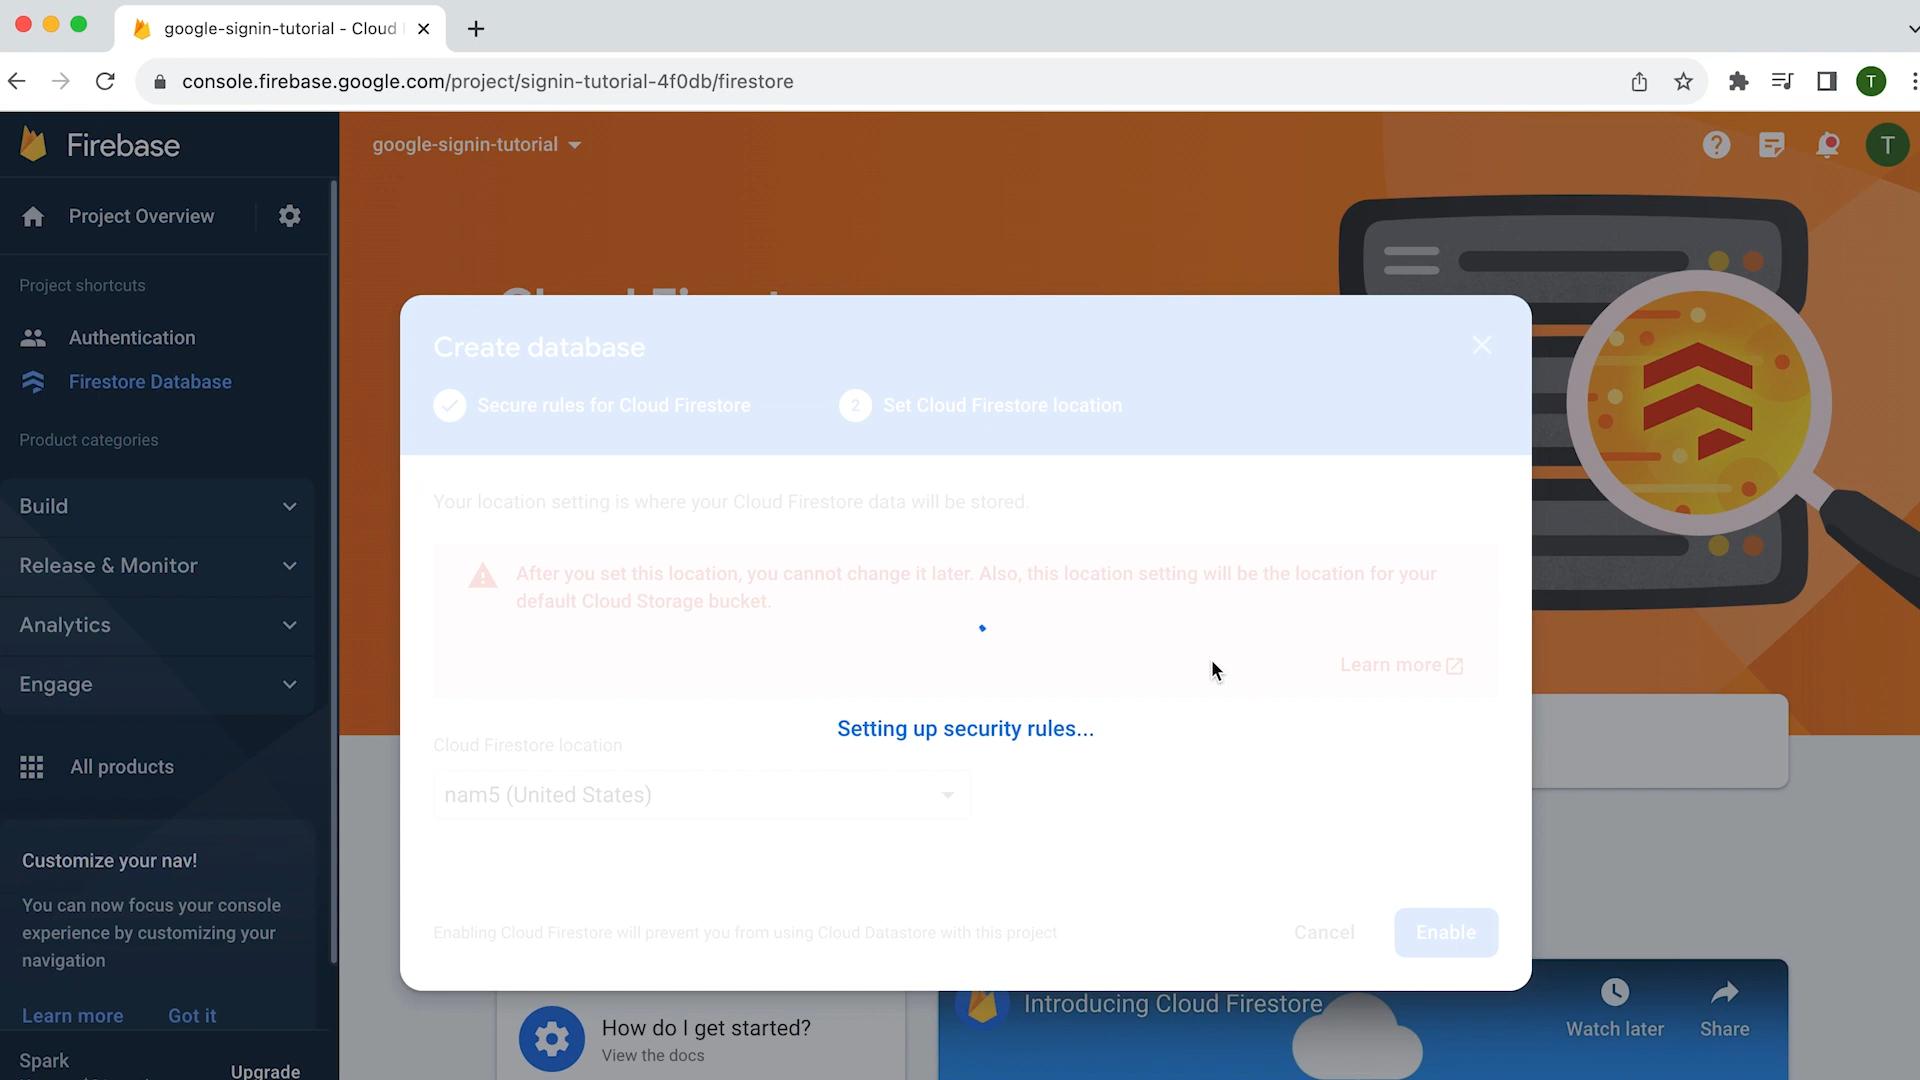 google-signin-tutorial - Cloud
console.firebase.google.com/project/signin-tutorial-4f0db/firestore
T
Firebase
google-signin-tutorial
T
Project Overview
Project shortcuts
Authentication
Firestore Database
Product categories
Build
Release & Monitor
Analytics
Engage
All products
Customize your nav!
You can now focus your console
experience by customizing your
navigation
Learn more Got it
Spark
Upgrade
Create database
Secure rules for Cloud Firestore
2 Set Cloud Firestore location
Your location setting is where your Cloud Firestore data will be stored.
After you set this location, you cannot change it later. Also, this location setting will be the location for your
default Cloud Storage bucket.
Learn more
Setting up security rules...
Cloud Firestore location
nam5 (United States)
Enabling Cloud Firestore will prevent you from using Cloud Datastore with this project
Cancel Enable
How do I get started?
View the docs
Introducing Cloud Firestore
Watch later Share